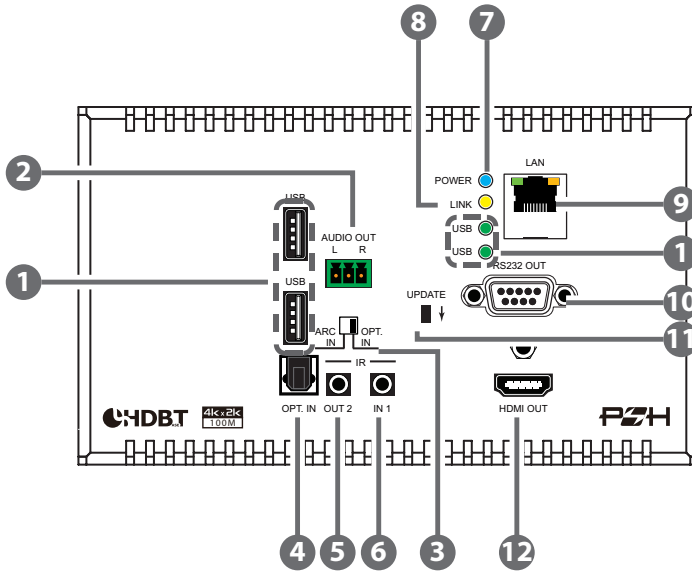 8 7
LAN
2
POWER
USB
LINK
9
AUDIO OUT
L R
USB
USB
1
1
USB
RS232 OUT
UPDATE
10
ARC IN
OPT. IN
11
IR
OPT. IN OUT 2 IN 1
HDMI OUT
HDBT
4K x 2K
100M
PoH
4 5 6 3 12